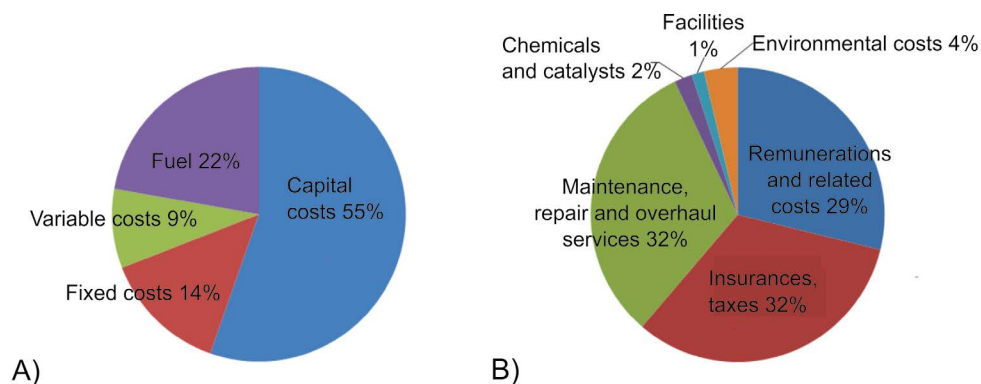 Fuel 22%
Capital
costs 55%
Variable costs 9%
Fixed costs 14%
A)
Facilities
1%
Chemicals
and catalysts 2%
Environmental costs 4%
Remunerations
and related
costs 29%
Maintenance,
repair and overhaul
services 32%
Insurances,
taxes 32%
B)